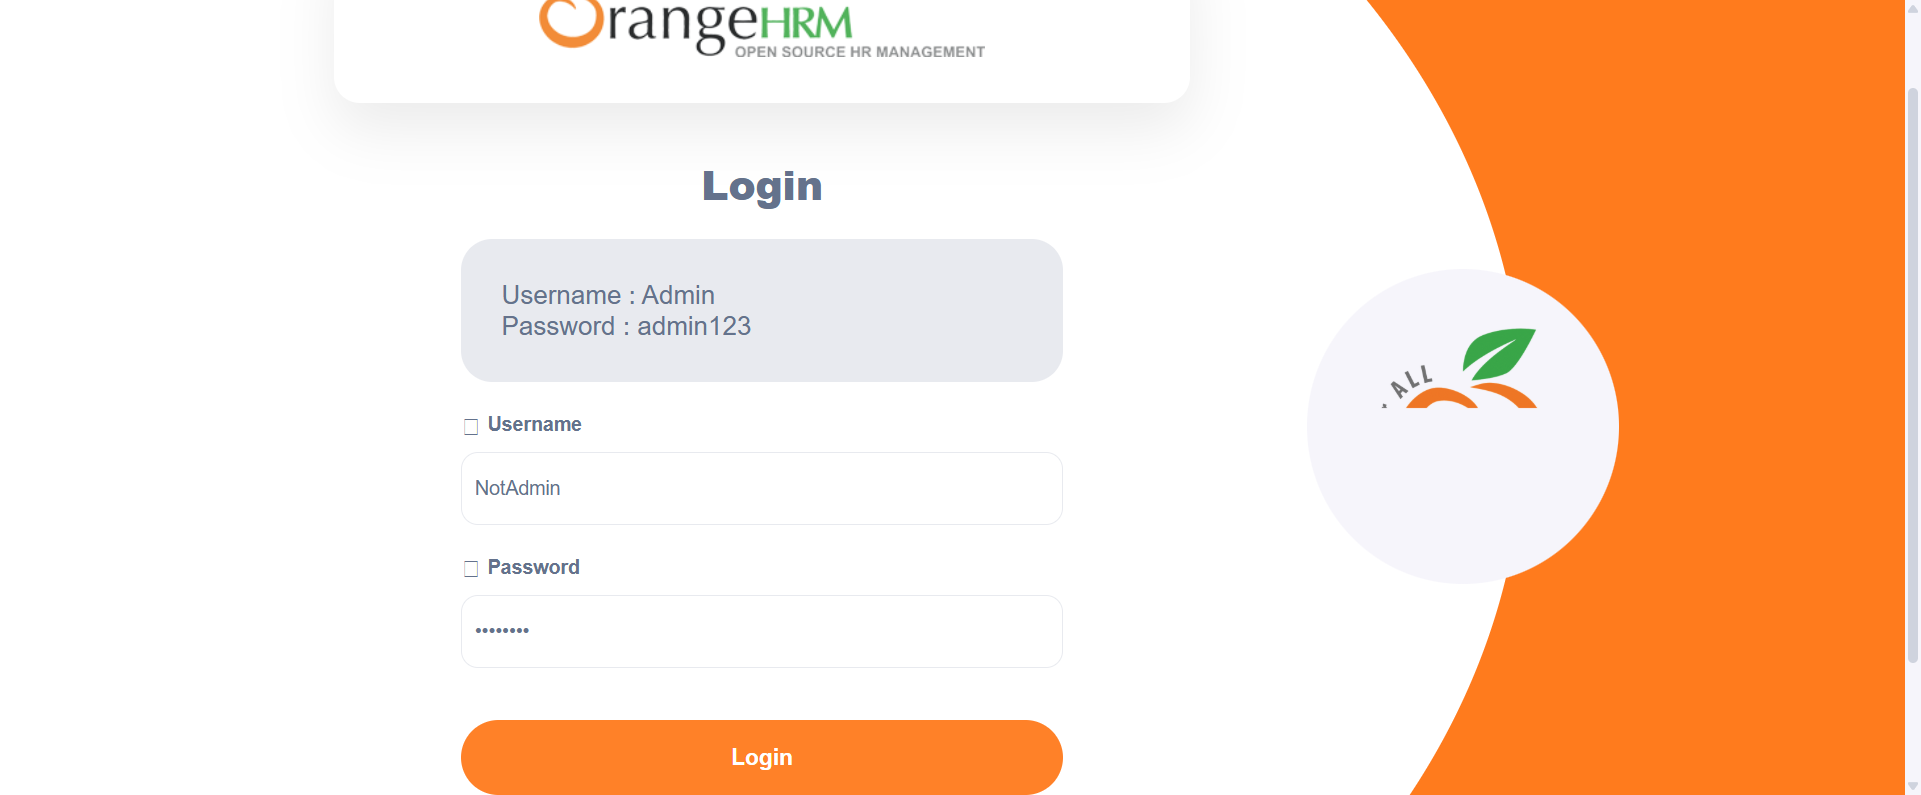 OrangeHRM
OPEN SOURCE HR MANAGEMENT
Login
Username : Admin
Password : admin123
Username
NotAdmin
Password
••••••••
Login
ALL